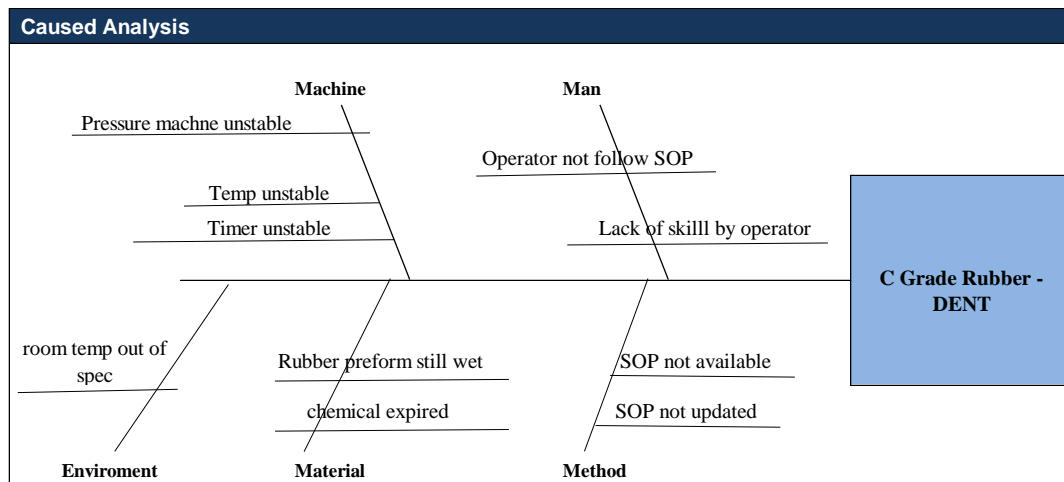 Caused Analysis
Machine
Man
Pressure machne unstable
Operator not follow SOP
Temp unstable
Timer unstable
Lack of skilll by operator
C Grade Rubber -
DENT
room temp out of
spec
Rubber preform still wet
SOP not available
chemical expired
SOP not updated
Enviroment
Material
Method